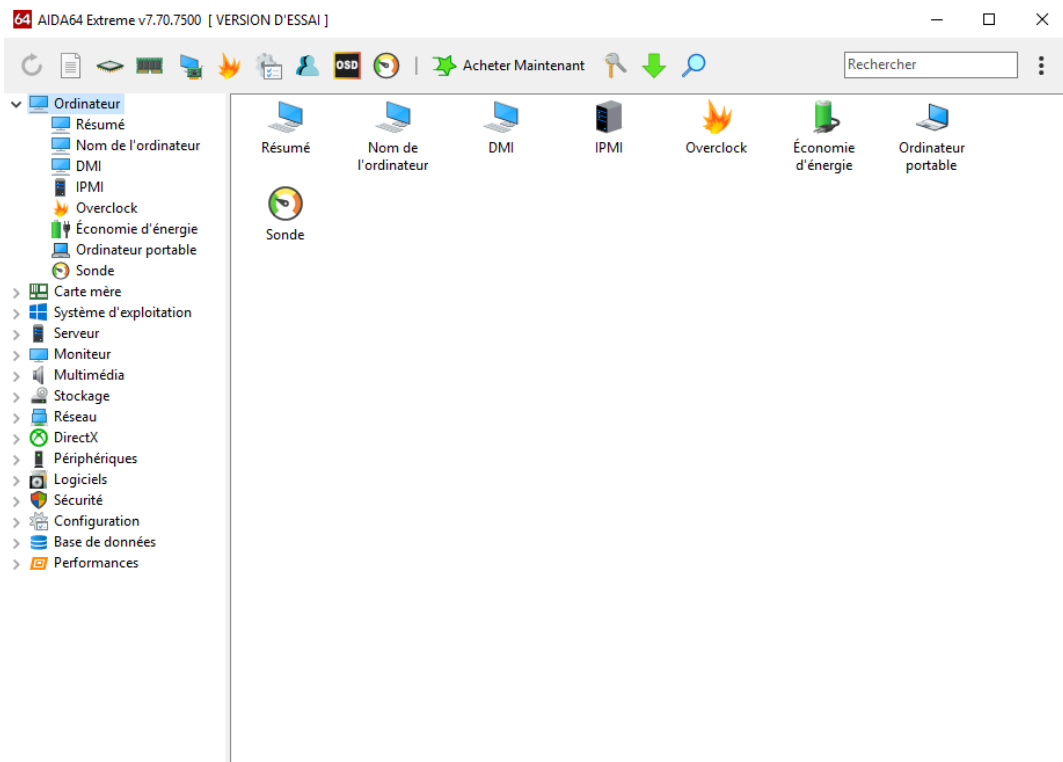 64 AIDA64 Extreme v7.70.7500 [ VERSION D'ESSAI ]
OSD Acheter Maintenant Rechercher
Ordinateur
Résumé
Nom de l'ordinateur
DMI
IPMI
Overclock
Économie d'énergie
Ordinateur portable
Sonde
Carte mère
Système d'exploitation
Serveur
Moniteur
Multimédia
Stockage
Réseau
DirectX
Périphériques
Logiciels
Sécurité
Configuration
Base de données
Performances
Résumé
Nom de
l'ordinateur
DMI
IPMI
Overclock
Économie
d'énergie
Ordinateur
portable
Sonde